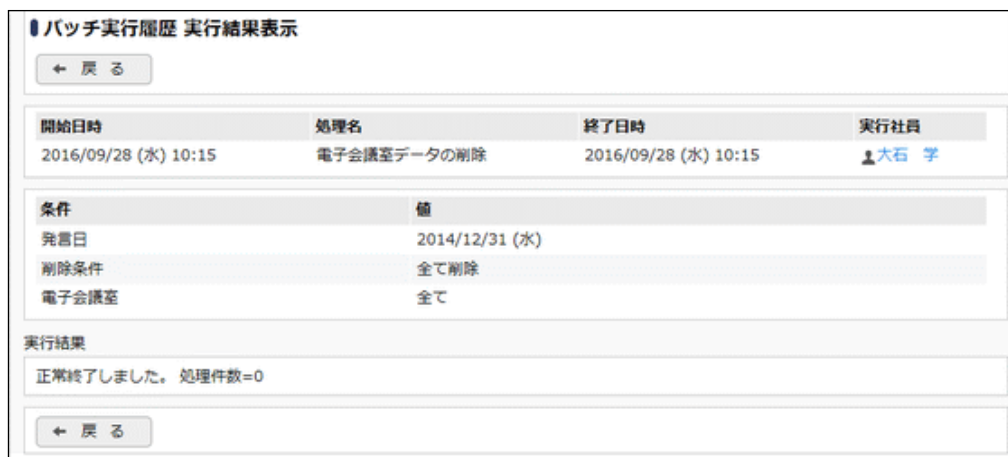 バッチ実行履歴 実行結果表示
← 戻 る
開始日時 処理名 終了日時 実行社員
2016/09/28 (水) 10:15 電子会議室データの削除 2016/09/28 (水) 10:15 大石 学
条件 値
発言日 2014/12/31 (水)
削除条件 全て削除
電子会議室 全て
実行結果
正常終了しました。 処理件数=0
← 戻 る